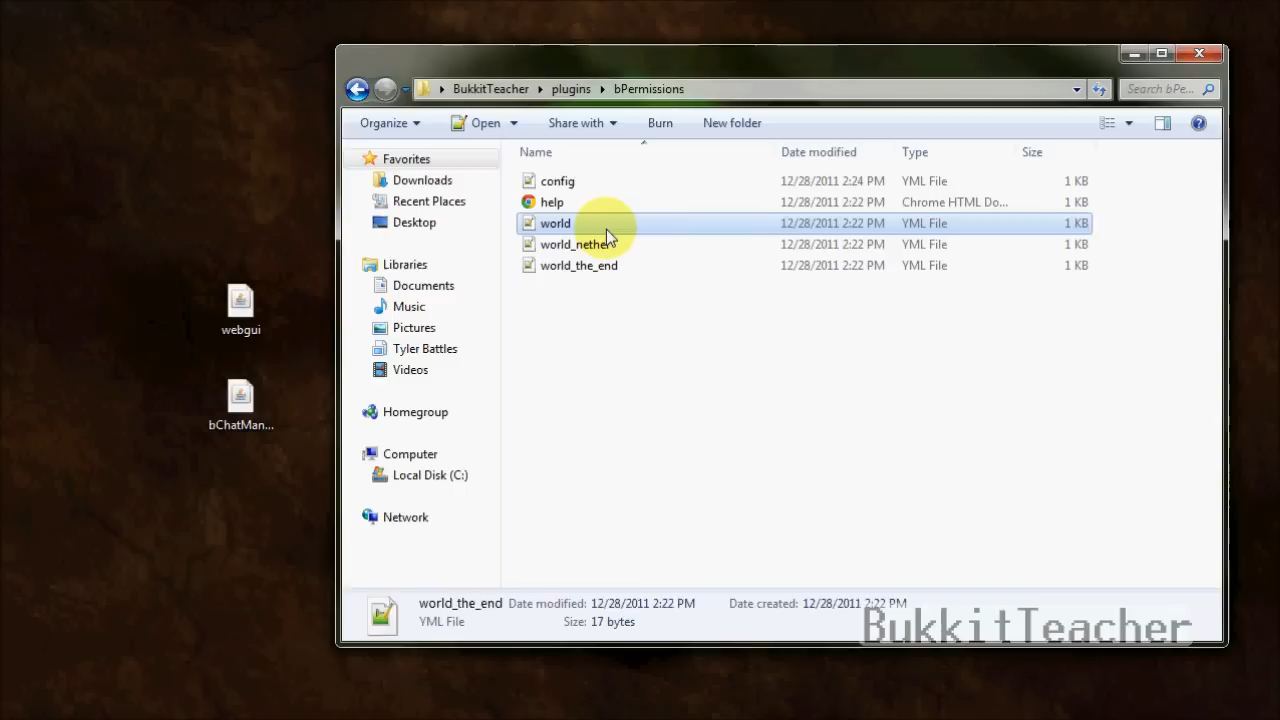 BukkitTeacher plugins bPermissions
Search bPe...
Organize Open Share with Burn New folder
Name Date modified Type Size
Favorites
Downloads
Recent Places
Desktop
Libraries
Documents
Music
Pictures
Tyler Battles
Videos
Homegroup
Computer
Local Disk (C:)
Network
config 12/28/2011 2:24 PM YML File 1 KB
help 12/28/2011 2:22 PM Chrome HTML Do... 1 KB
world 12/28/2011 2:22 PM YML File 1 KB
world_nether 12/28/2011 2:22 PM YML File 1 KB
world_the_end 12/28/2011 2:22 PM YML File 1 KB
webgui
bChatMan...
world_the_end Date modified: 12/28/2011 2:22 PM Date created: 12/28/2011 2:22 PM
YML File Size: 17 bytes
BukkitTeacher